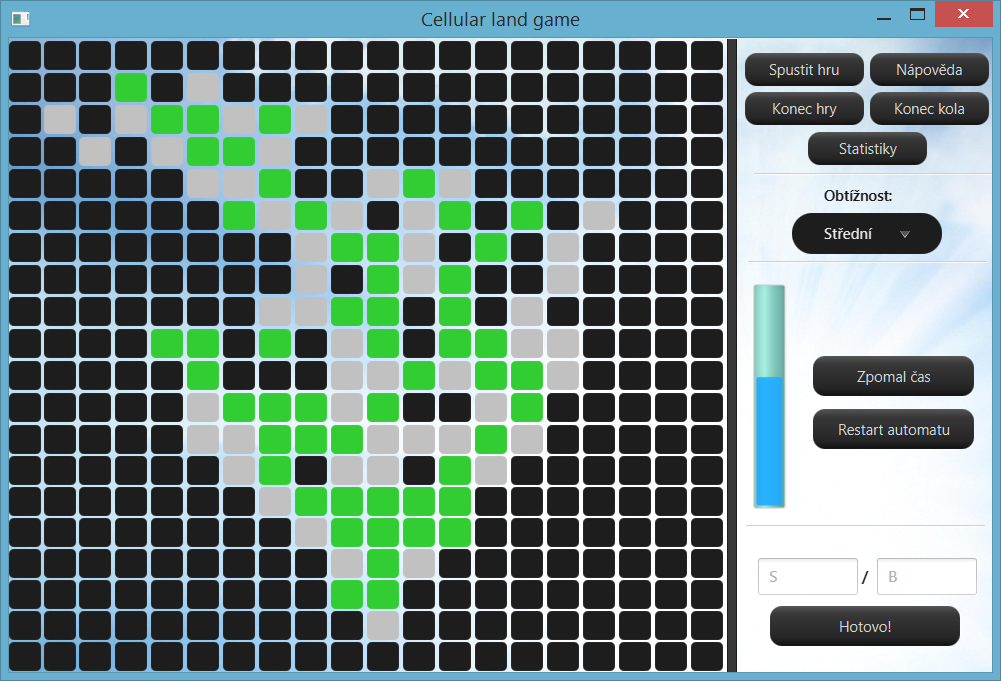 Cellular land game
Spustit hru
Nápověda
Konec hry
Konec kola
Statistiky
Obtížnost:
Střední
Zpomal čas
Restart automatu
S / B
Hotovo!